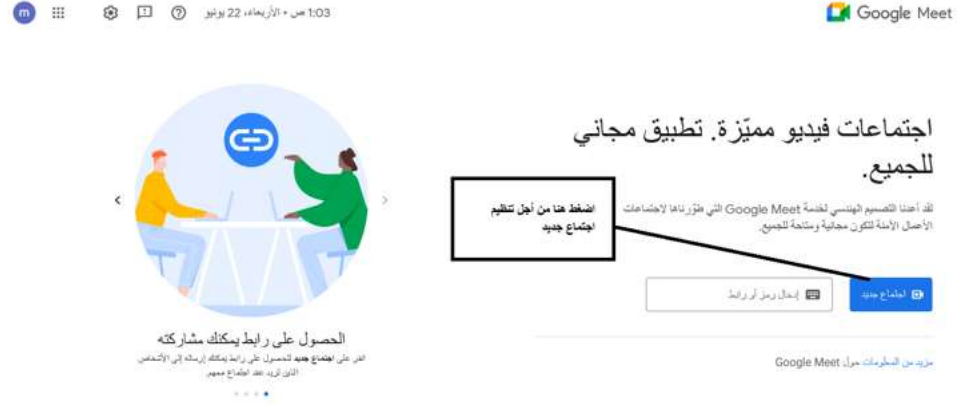 Google Meet
1:03 ص • الأربعاء، 22 يونيو
m
اجتماعات فيديو مميّزة. تطبيق مجاني
للجميع.
لقد أعدنا التصميم الهندسي لخدمة Google Meet التي طوّرناها لاجتماعات
الأعمال الآمنة لتكون مجانية ومتاحة للجميع.
اضغط هنا من أجل تنظيم
اجتماع جديد
اجتماع جديد
إدخال رمز أو رابط
مزيد من المعلومات حول Google Meet
الحصول على رابط يمكنك مشاركته
انقر على اجتماع جديد للحصول على رابط يمكنك إرساله إلى الأشخاص
الذين تريد عقد اجتماع معهم